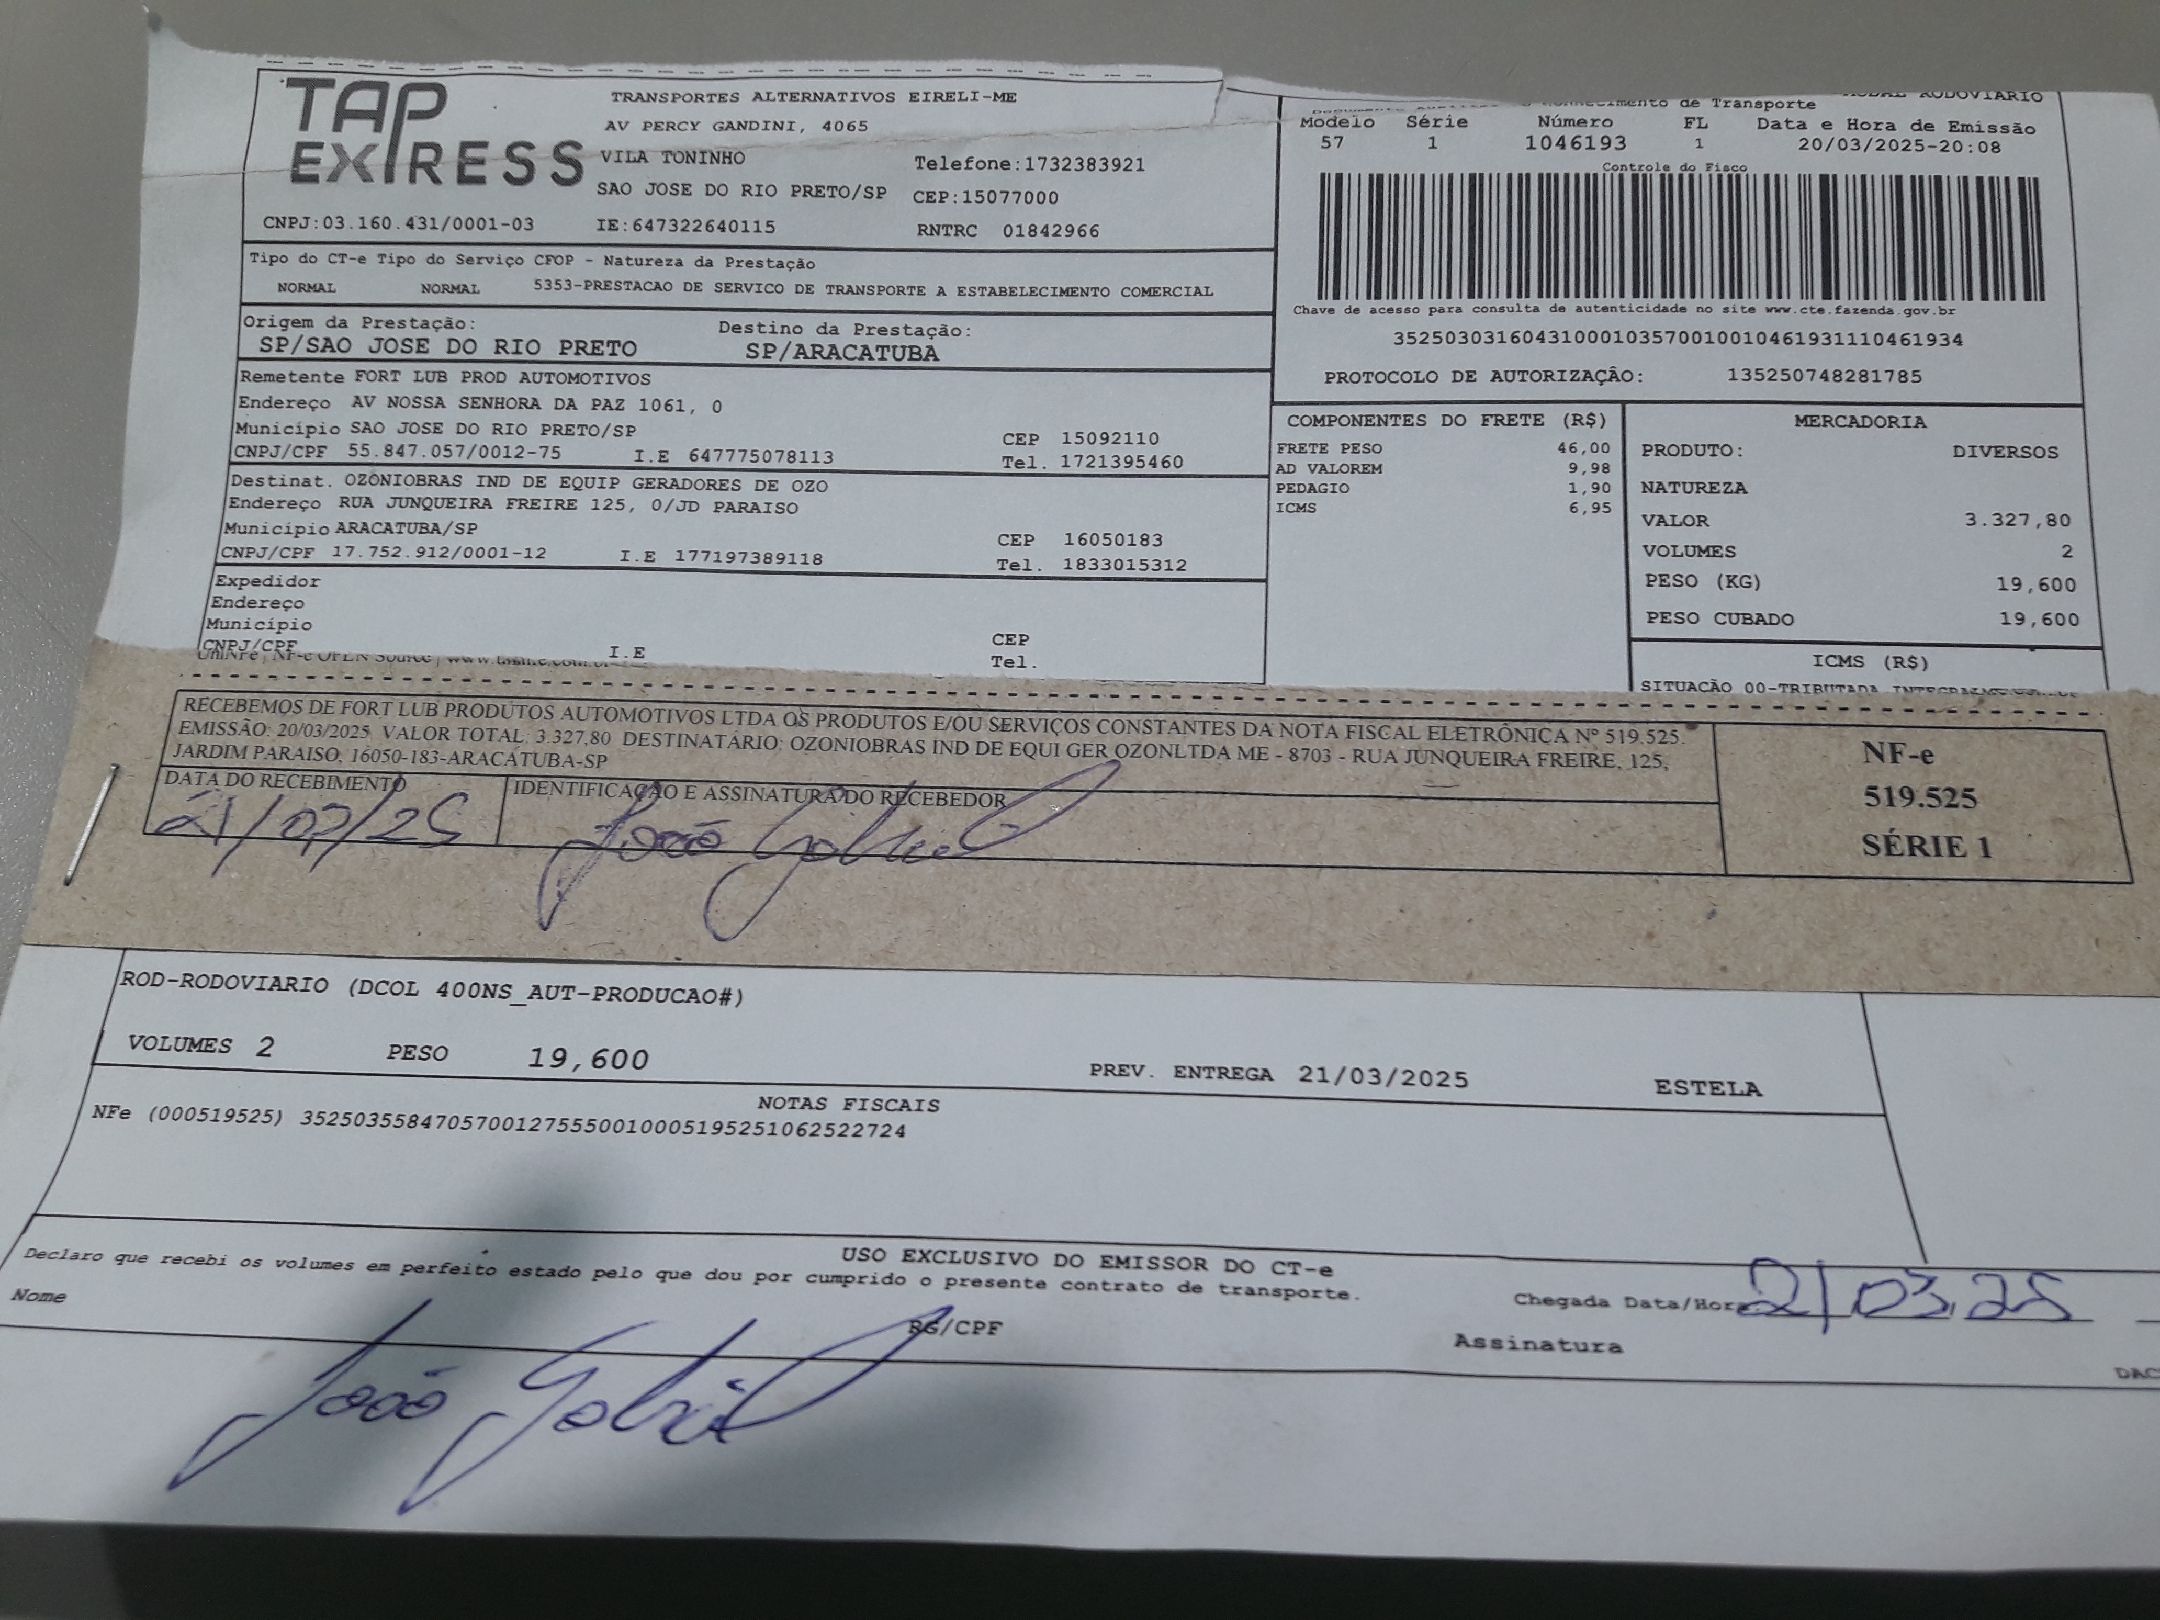 TAP EXPRESS
TRANSPORTES ALTERNATIVOS EIRELI-ME
AV PERCY GANDINI, 4065
VILA TONINHO Telefone:1732383921
SAO JOSE DO RIO PRETO/SP CEP:15077000
CNPJ:03.160.431/0001-03 IE:647322640115 RNTRC 01842966
Tipo do CT-e Tipo do Serviço CFOP - Natureza da Prestação
NORMAL NORMAL 5353-PRESTACAO DE SERVICO DE TRANSPORTE A ESTABELECIMENTO COMERCIAL
Origem da Prestação: Destino da Prestação:
SP/SAO JOSE DO RIO PRETO SP/ARACATUBA
Remetente FORT LUB PROD AUTOMOTIVOS
Endereço AV NOSSA SENHORA DA PAZ 1061, 0
Município SAO JOSE DO RIO PRETO/SP CEP 15092110
CNPJ/CPF 55.847.057/0012-75 I.E 647775078113 Tel. 1721395460
Destinat. OZONIOBRAS IND DE EQUIP GERADORES DE OZO
Endereço RUA JUNQUEIRA FREIRE 125, 0/JD PARAISO
Município ARACATUBA/SP CEP 16050183
CNPJ/CPF 17.752.912/0001-12 I.E 177197389118 Tel. 1833015312
Expedidor
Endereço
Município CEP
CNPJ/CPF I.E Tel.
MODAL RODOVIARIO
Conhecimento de Transporte
Modelo Série Número FL Data e Hora de Emissão
57 1 1046193 1 20/03/2025-20:08
Controle do Fisco
Chave de acesso para consulta de autenticidade no site www.cte.fazenda.gov.br
35250303160431000103570010010461931110461934
PROTOCOLO DE AUTORIZAÇÃO: 135250748281785
COMPONENTES DO FRETE (R$)
FRETE PESO 46,00
AD VALOREM 9,98
PEDAGIO 1,90
ICMS 6,95
MERCADORIA
PRODUTO: DIVERSOS
NATUREZA
VALOR 3.327,80
VOLUMES 2
PESO (KG) 19,600
PESO CUBADO 19,600
ICMS (R$)
SITUACÃO 00-TRIBUTADA
RECEBEMOS DE FORT LUB PRODUTOS AUTOMOTIVOS LTDA OS PRODUTOS E/OU SERVIÇOS CONSTANTES DA NOTA FISCAL ELETRÔNICA Nº 519.525.
EMISSÃO: 20/03/2025 VALOR TOTAL: 3.327,80 DESTINATÁRIO: OZONIOBRAS IND DE EQUI GER OZONLTDA ME - 8703 - RUA JUNQUEIRA FREIRE, 125,
JARDIM PARAISO, 16050-183-ARACATUBA-SP
DATA DO RECEBIMENTO IDENTIFICAÇÃO E ASSINATURA DO RECEBEDOR
21/03/25 João Gabriel
NF-e
519.525
SÉRIE 1
ROD-RODOVIARIO (DCOL 400NS_AUT-PRODUCAO#)
VOLUMES 2 PESO 19,600 PREV. ENTREGA 21/03/2025 ESTELA
NOTAS FISCAIS
NFe (000519525) 35250355847057001275550010005195251062522724
USO EXCLUSIVO DO EMISSOR DO CT-e
Declaro que recebi os volumes em perfeito estado pelo que dou por cumprido o presente contrato de transporte.
Nome RG/CPF Chegada Data/Hora 21 03 25
Assinatura
João Gabriel